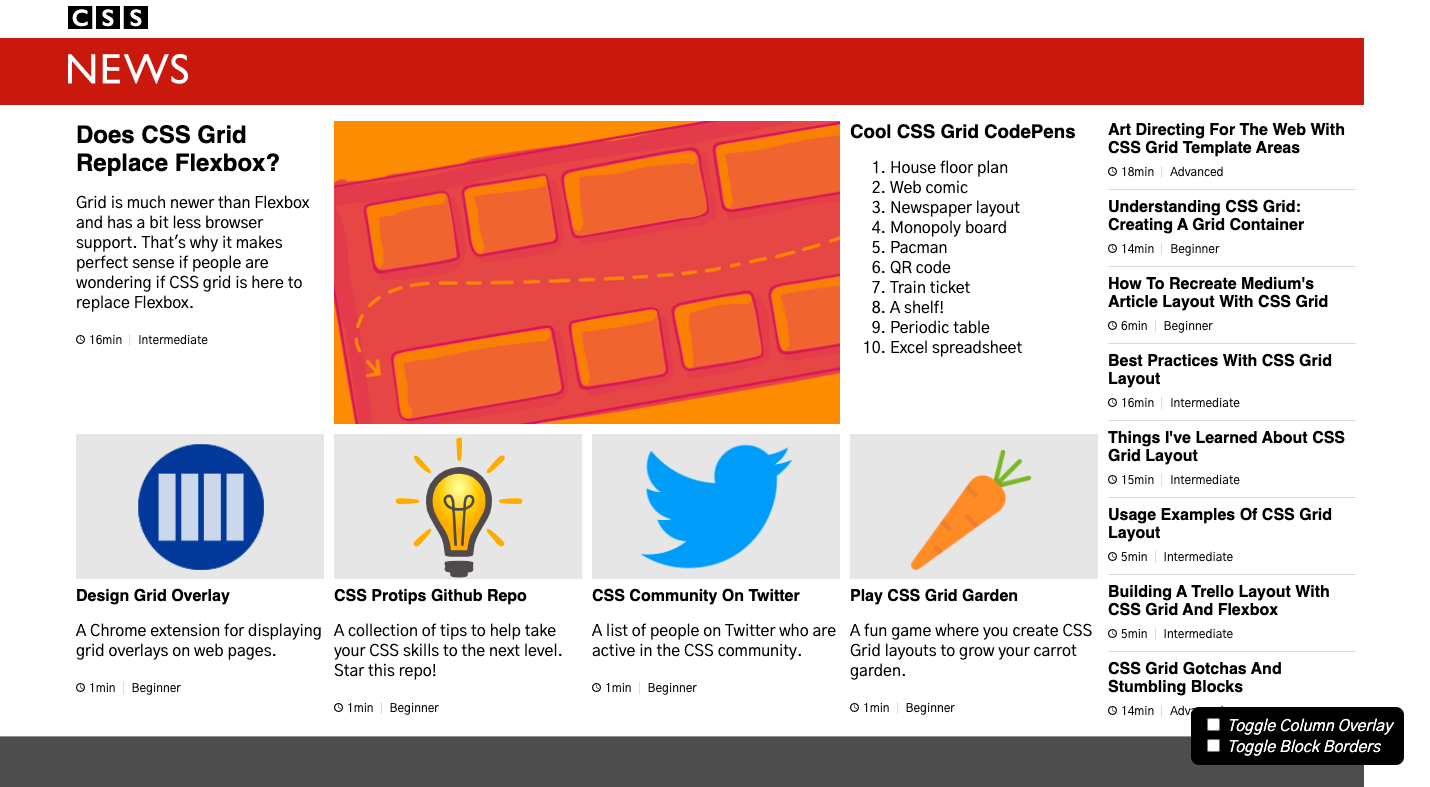 CSS
NEWS
Does CSS Grid
Replace Flexbox?
Grid is much newer than Flexbox
and has a bit less browser
support. That's why it makes
perfect sense if people are
wondering if CSS grid is here to
replace Flexbox.
16min | Intermediate
Cool CSS Grid CodePens
1. House floor plan
2. Web comic
3. Newspaper layout
4. Monopoly board
5. Pacman
6. QR code
7. Train ticket
8. A shelf!
9. Periodic table
10. Excel spreadsheet
Art Directing For The Web With
CSS Grid Template Areas
18min | Advanced
Understanding CSS Grid:
Creating A Grid Container
14min | Beginner
How To Recreate Medium's
Article Layout With CSS Grid
6min | Beginner
Best Practices With CSS Grid
Layout
16min | Intermediate
Things I've Learned About CSS
Grid Layout
15min | Intermediate
Usage Examples Of CSS Grid
Layout
5min | Intermediate
Building A Trello Layout With
CSS Grid And Flexbox
5min | Intermediate
CSS Grid Gotchas And
Stumbling Blocks
14min |
Design Grid Overlay
A Chrome extension for displaying
grid overlays on web pages.
1min | Beginner
CSS Protips Github Repo
A collection of tips to help take
your CSS skills to the next level.
Star this repo!
1min | Beginner
CSS Community On Twitter
A list of people on Twitter who are
active in the CSS community.
1min | Beginner
Play CSS Grid Garden
A fun game where you create CSS
Grid layouts to grow your carrot
garden.
1min | Beginner
Toggle Column Overlay
Toggle Block Borders